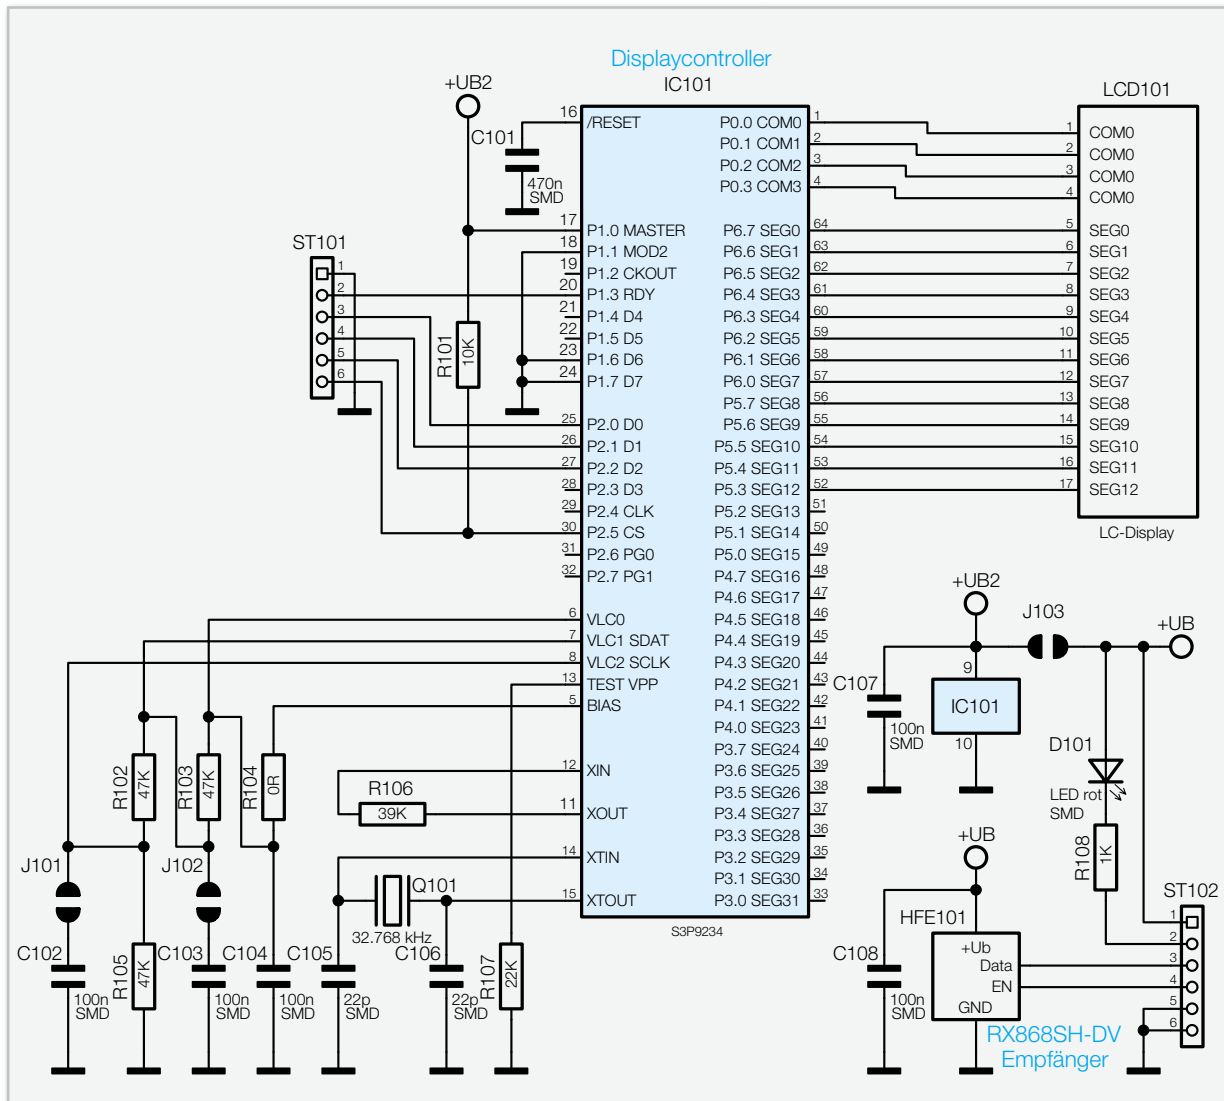 Displaycontroller
IC101
+UB2
LCD101
C101
470n
SMD
16 /RESET
17 P1.0 MASTER
18 P1.1 MOD2
19 P1.2 CKOUT
20 P1.3 RDY
21 P1.4 D4
22 P1.5 D5
23 P1.6 D6
24 P1.7 D7
25 P2.0 D0
26 P2.1 D1
27 P2.2 D2
28 P2.3 D3
29 P2.4 CLK
30 P2.5 CS
31 P2.6 PG0
32 P2.7 PG1
6 VLC0
7 VLC1 SDAT
8 VLC2 SCLK
13 TEST VPP
5 BIAS
12 XIN
11 XOUT
14 XTIN
15 XTOUT
P0.0 COM0 1
P0.1 COM1 2
P0.2 COM2 3
P0.3 COM3 4
P6.7 SEG0 64
P6.6 SEG1 63
P6.5 SEG2 62
P6.4 SEG3 61
P6.3 SEG4 60
P6.2 SEG5 59
P6.1 SEG6 58
P6.0 SEG7 57
P5.7 SEG8 56
P5.6 SEG9 55
P5.5 SEG10 54
P5.4 SEG11 53
P5.3 SEG12 52
P5.2 SEG13 51
P5.1 SEG14 50
P5.0 SEG15 49
P4.7 SEG16 48
P4.6 SEG17 47
P4.5 SEG18 46
P4.4 SEG19 45
P4.3 SEG20 44
P4.2 SEG21 43
P4.1 SEG22 42
P4.0 SEG23 41
P3.7 SEG24 40
P3.6 SEG25 39
P3.5 SEG26 38
P3.4 SEG27 37
P3.3 SEG28 36
P3.2 SEG29 35
P3.1 SEG30 34
P3.0 SEG31 33
S3P9234
1 COM0
2 COM0
3 COM0
4 COM0
5 SEG0
6 SEG1
7 SEG2
8 SEG3
9 SEG4
10 SEG5
11 SEG6
12 SEG7
13 SEG8
14 SEG9
15 SEG10
16 SEG11
17 SEG12
LC-Display
ST101
1
2
3
4
5
6
R101
10K
R102
47K
R103
47K
R104
0R
R106
39K
J101
J102
Q101
32.768 kHz
C102
100n
SMD
R105
47K
C103
100n
SMD
C104
100n
SMD
C105
22p
SMD
C106
22p
SMD
R107
22K
+UB2
J103
+UB
C107
100n
SMD
9
IC101
10
D101
LED rot
SMD
R108
1K
+UB
HFE101
+Ub
Data
EN
GND
C108
100n
SMD
RX868SH-DV
Empfänger
ST102
1
2
3
4
5
6